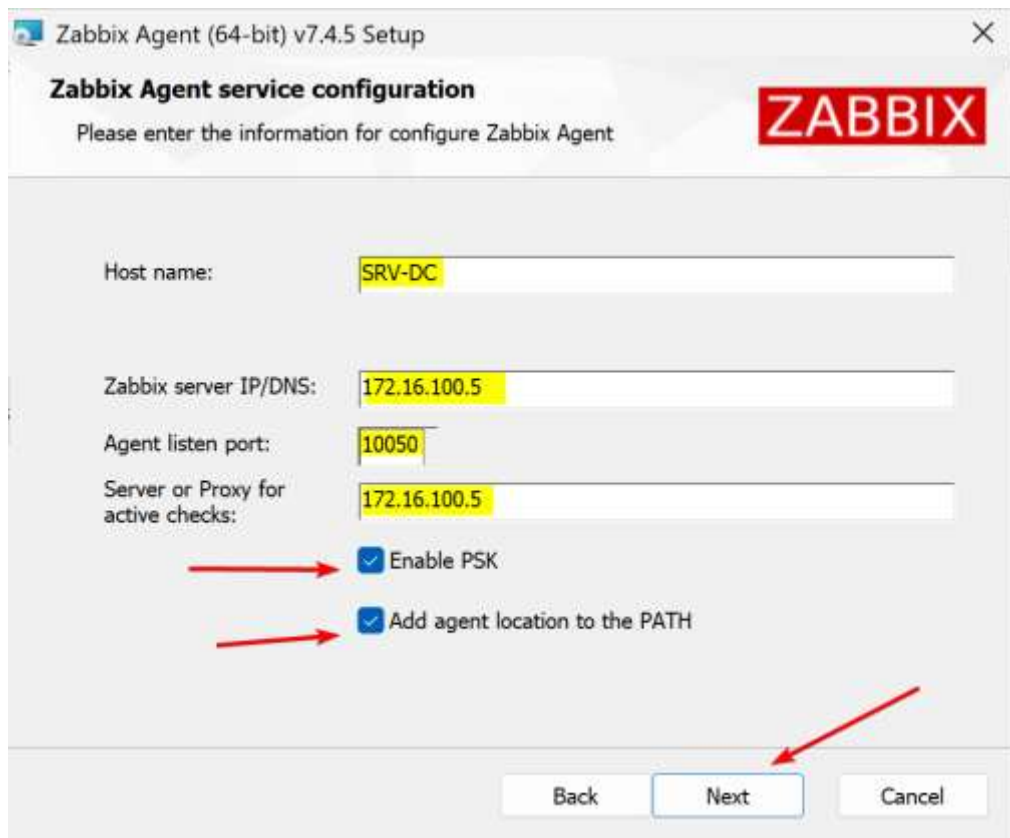 Zabbix Agent (64-bit) v7.4.5 Setup
Zabbix Agent service configuration
Please enter the information for configure Zabbix Agent
ZABBIX
Host name:
SRV-DC
Zabbix server IP/DNS:
172.16.100.5
Agent listen port:
10050
Server or Proxy for
active checks:
172.16.100.5
Enable PSK
Add agent location to the PATH
Back
Next
Cancel